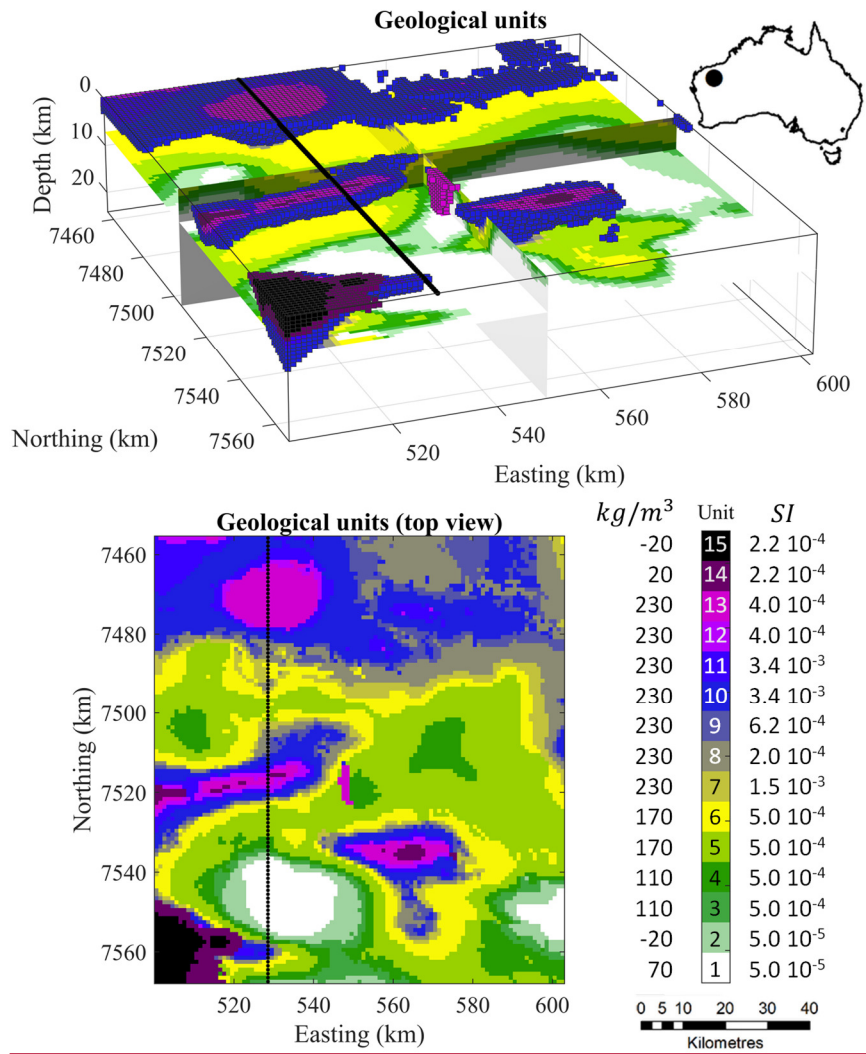 Geological units
0
10
20
Depth (km)
7460
7480
7500
7520
7540
7560
Northing (km)
520
540
560
580
600
Easting (km)
Geological units (top view)
7460
7480
7500
7520
7540
7560
Northing (km)
520 540 560 580 600
Easting (km)
kg/m³ Unit SI
-20 15 2.2 10⁻⁴
20 14 2.2 10⁻⁴
230 13 4.0 10⁻⁴
230 12 4.0 10⁻⁴
230 11 3.4 10⁻³
230 10 3.4 10⁻³
230 9 6.2 10⁻⁴
230 8 2.0 10⁻⁴
230 7 1.5 10⁻³
170 6 5.0 10⁻⁴
170 5 5.0 10⁻⁴
110 4 5.0 10⁻⁴
110 3 5.0 10⁻⁴
-20 2 5.0 10⁻⁵
70 1 5.0 10⁻⁵
0 5 10 20 30 40
Kilometres